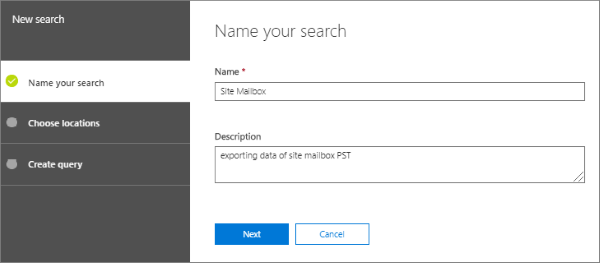 New search
Name your search
Choose locations
Create query
Name your search
Name *
Site Mailbox
Description
exporting data of site mailbox PST
Next
Cancel